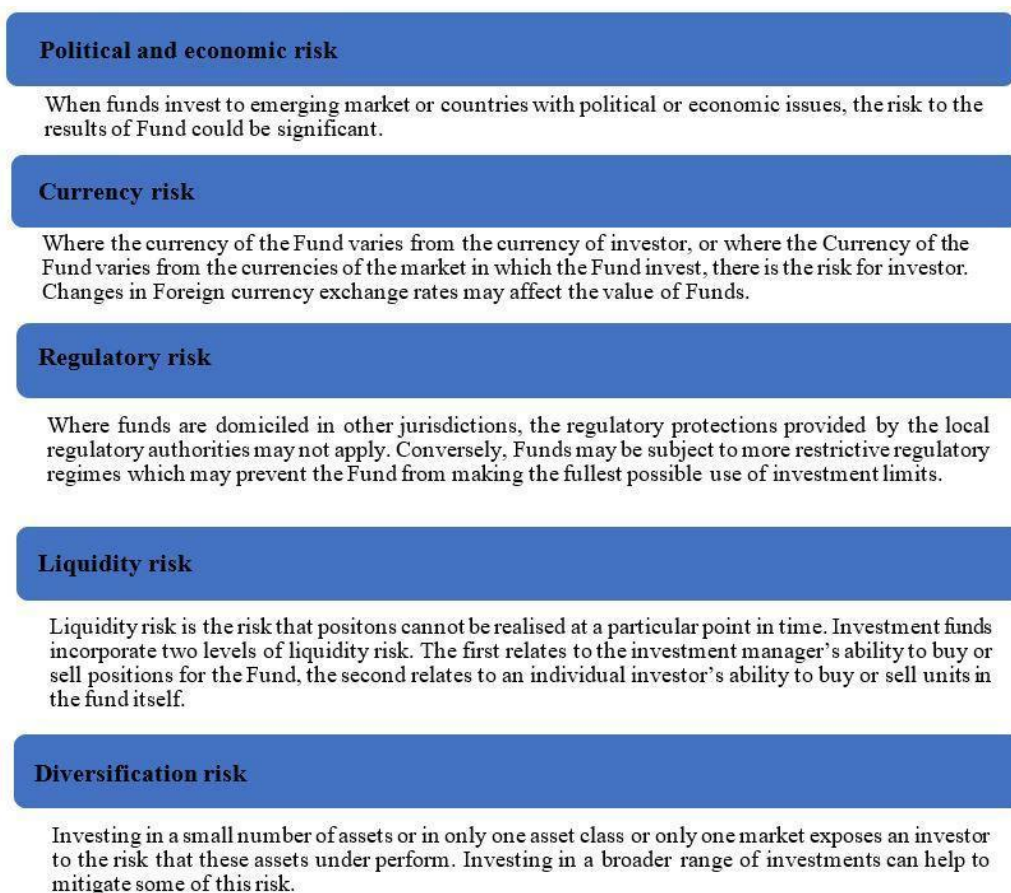 Political and economic risk
When funds invest to emerging market or countries with political or economic issues, the risk to the
results of Fund could be significant.
Currency risk
Where the currency of the Fund varies from the currency of investor, or where the Currency of the
Fund varies from the currencies of the market in which the Fund invest, there is the risk for investor.
Changes in Foreign currency exchange rates may affect the value of Funds.
Regulatory risk
Where funds are domiciled in other jurisdictions, the regulatory protections provided by the local
regulatory authorities may not apply. Conversely, Funds may be subject to more restrictive regulatory
regimes which may prevent the Fund from making the fullest possible use of investment limits.
Liquidity risk
Liquidity risk is the risk that positons cannot be realised at a particular point in time. Investment funds
incorporate two levels of liquidity risk. The first relates to the investment manager’s ability to buy or
sell positions for the Fund, the second relates to an individual investor’s ability to buy or sell units in
the fund itself.
Diversification risk
Investing in a small number of assets or in only one asset class or only one market exposes an investor
to the risk that these assets under perform. Investing in a broader range of investments can help to
mitigate some of this risk.